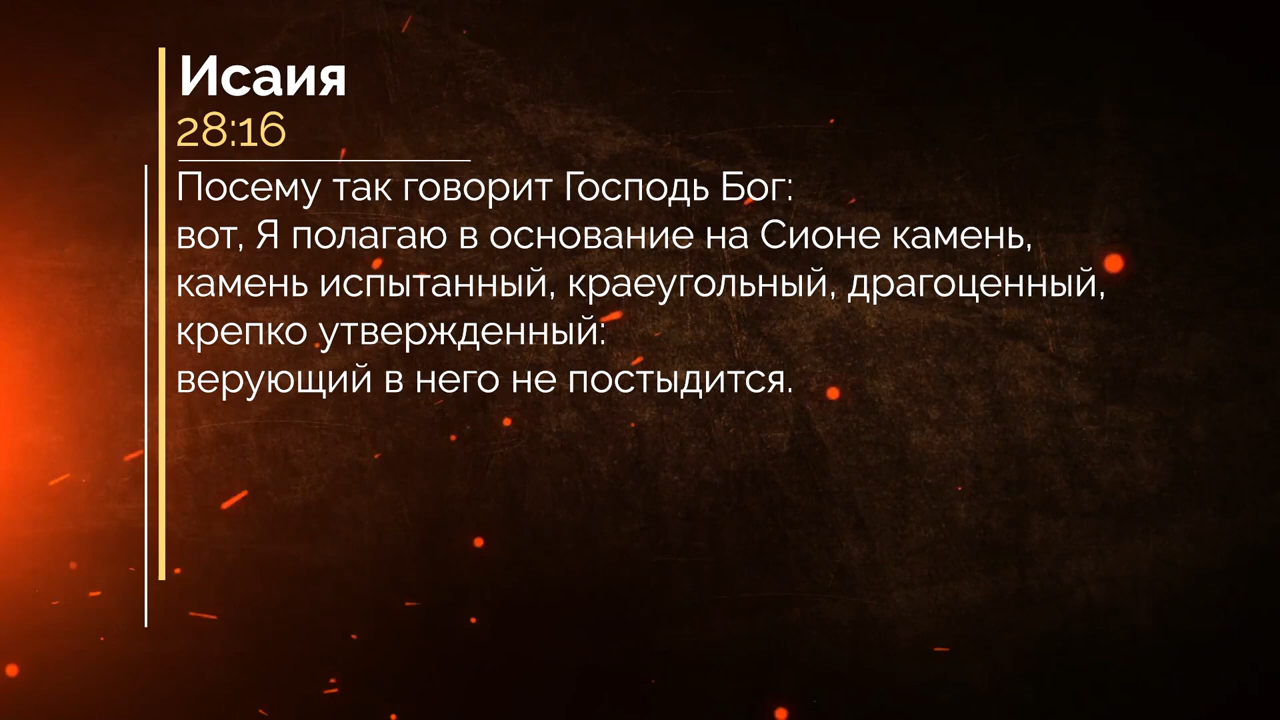 Исаия
28:16
Посему так говорит Господь Бог:
вот, Я полагаю в основание на Сионе камень,
камень испытанный, краеугольный, драгоценный,
крепко утвержденный:
верующий в него не постыдится.